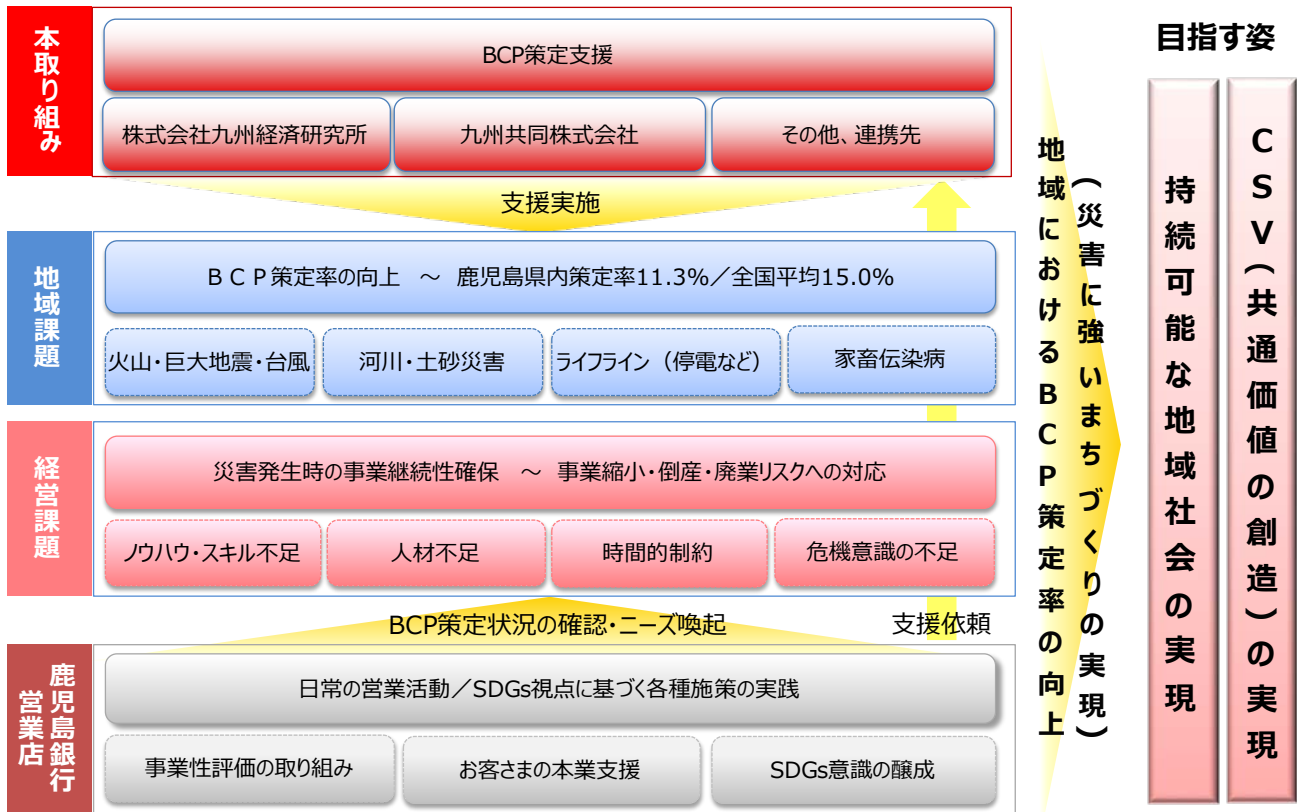 本取り組み
BCP策定支援
株式会社九州経済研究所
九州共同株式会社
その他、連携先
支援実施
地域課題
ＢＣＰ策定率の向上　～　鹿児島県内策定率11.3%／全国平均15.0%
火山・巨大地震・台風
河川・土砂災害
ライフライン（停電など）
家畜伝染病
経営課題
災害発生時の事業継続性確保　～　事業縮小・倒産・廃業リスクへの対応
ノウハウ・スキル不足
人材不足
時間的制約
危機意識の不足
BCP策定状況の確認・ニーズ喚起
支援依頼
鹿児島銀行
営業店
日常の営業活動／SDGs視点に基づく各種施策の実践
事業性評価の取り組み
お客さまの本業支援
SDGs意識の醸成
（災害に強いまちづくりの実現）
地域におけるＢＣＰ策定率の向上
目指す姿
ＣＳＶ（共通価値の創造）の実現
持続可能な地域社会の実現